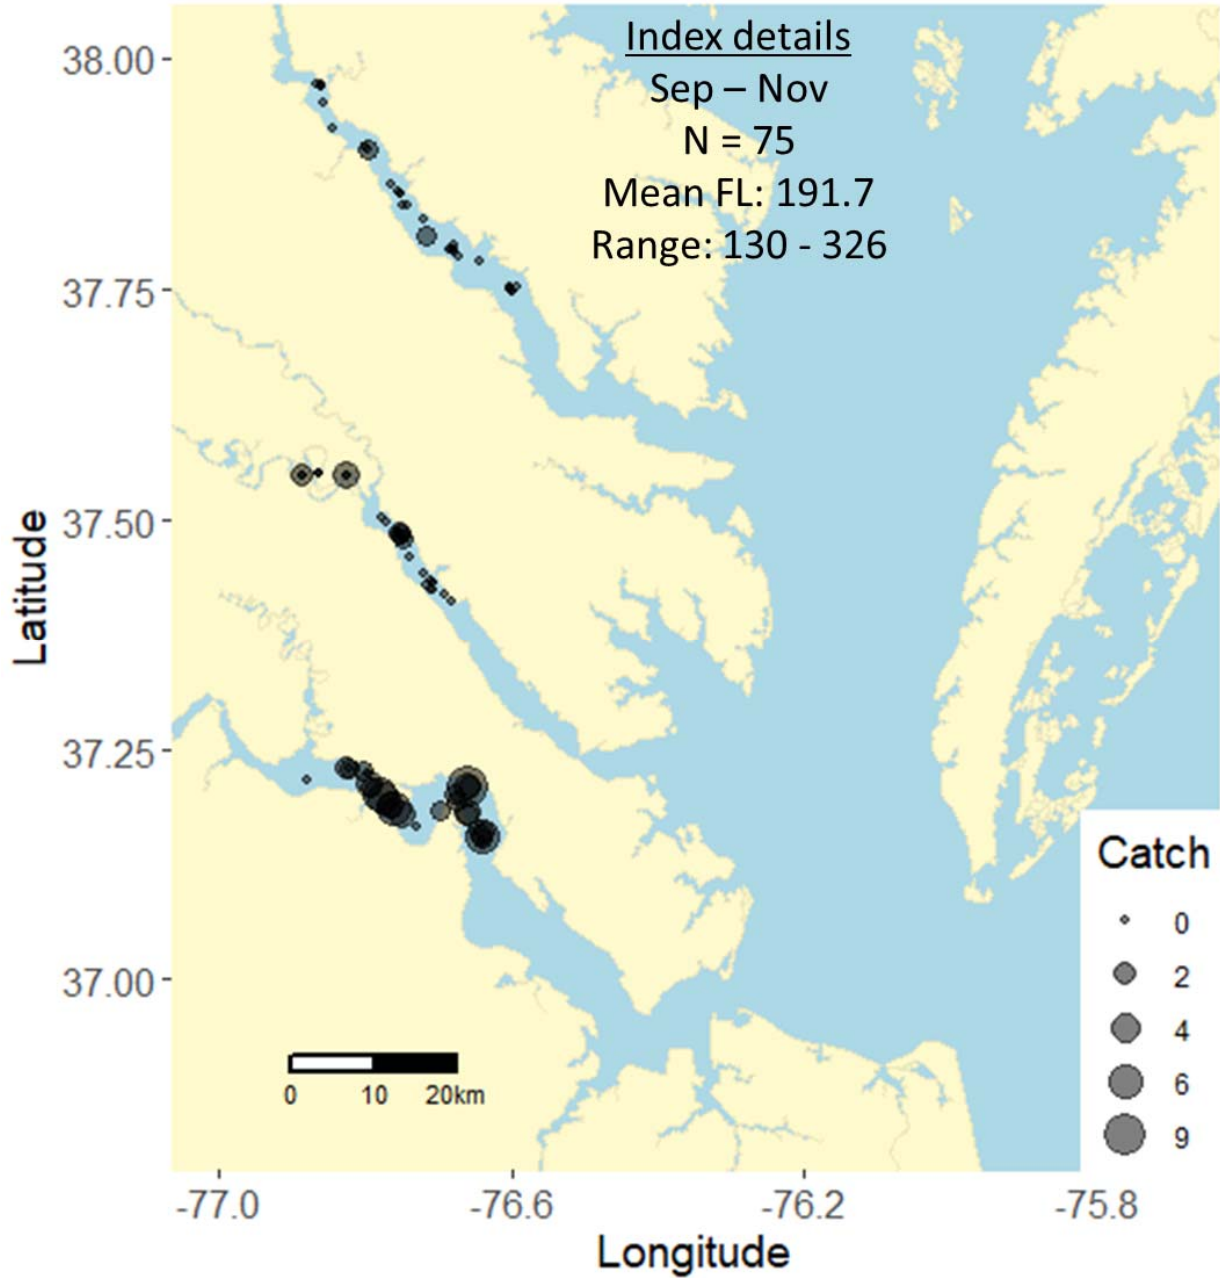 Index details
Sep – Nov
N = 75
Mean FL: 191.7
Range: 130 - 326
38.00
37.75
37.50
37.25
37.00
Latitude
0 10 20km
Catch
0
2
4
6
9
-77.0 -76.6 -76.2 -75.8
Longitude